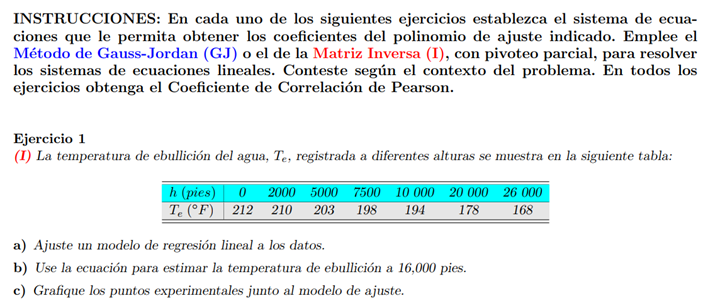 INSTRUCCIONES: En cada uno de los siguientes ejercicios establezca el sistema de ecua-
ciones que le permita obtener los coeficientes del polinomio de ajuste indicado. Emplee el
Método de Gauss-Jordan (GJ) o el de la Matriz Inversa (I), con pivoteo parcial, para resolver
los sistemas de ecuaciones lineales. Conteste según el contexto del problema. En todos los
ejercicios obtenga el Coeficiente de Correlación de Pearson.
Ejercicio 1
(I) La temperatura de ebullición del agua, Tₑ, registrada a diferentes alturas se muestra en la siguiente tabla:
h (pies) 0 2000 5000 7500 10 000 20 000 26 000
Tₑ (°F) 212 210 203 198 194 178 168
a) Ajuste un modelo de regresión lineal a los datos.
b) Use la ecuación para estimar la temperatura de ebullición a 16,000 pies.
c) Grafique los puntos experimentales junto al modelo de ajuste.